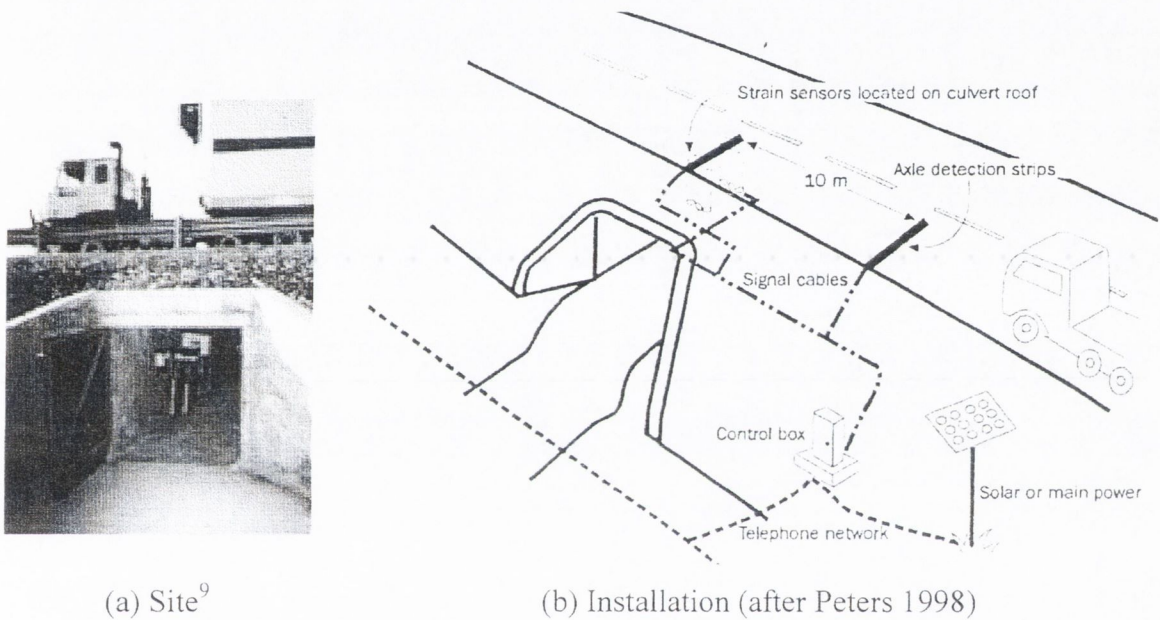 Strain sensors located on culvert roof
Axle detection strips
10 m
Signal cables
Control box
Solar or main power
Telephone network
(a) Site⁹
(b) Installation (after Peters 1998)